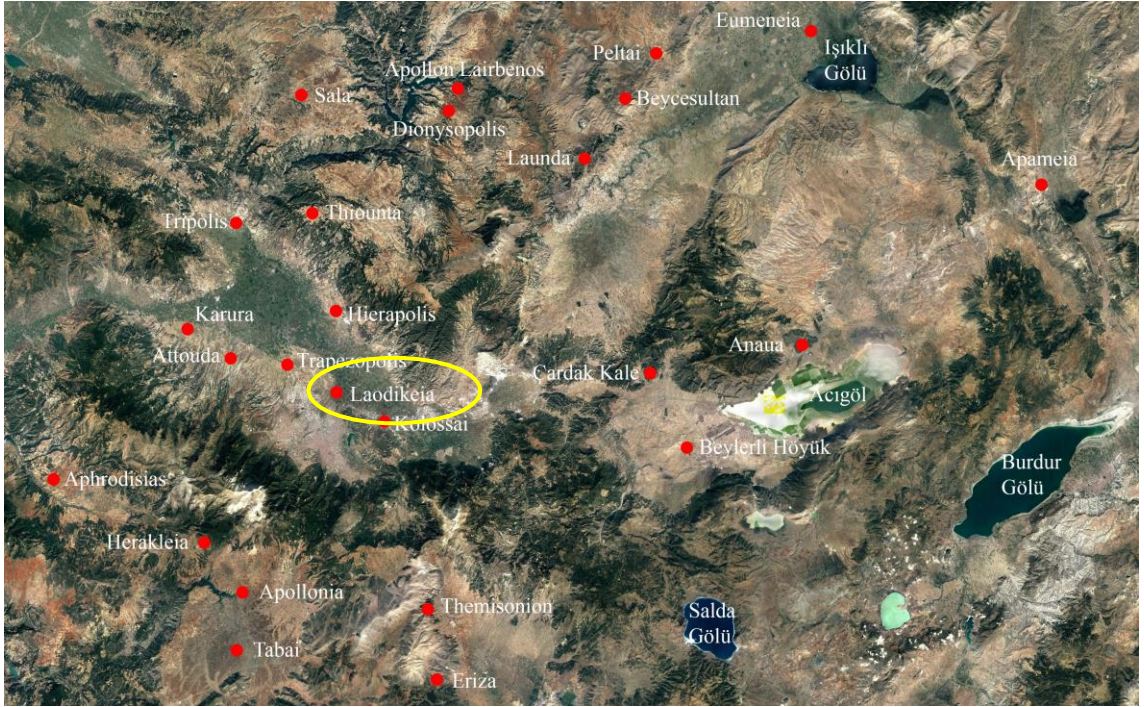 Eumeneia
Işıklı
Gölü
Peltai
Apollon Lairbenos
Sala
Beycesultan
Dionysopolis
Launda
Apameia
Tripolis
Thiounta
Hierapolis
Karura
Anaua
Attouda
Trapezopolis
Çardak Kale
Laodikeia
Acıgöl
Kolossai
Beylerli Höyük
Burdur
Gölü
Aphrodisias
Herakleia
Apollonia
Themisonion
Salda
Gölü
Tabai
Eriza